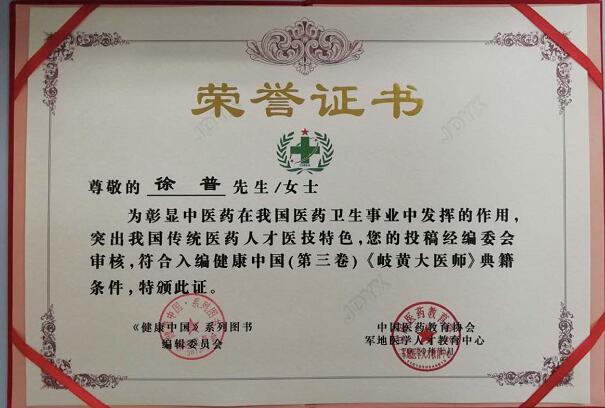 荣誉证书
尊敬的 徐普 先生/女士
为彰显中医药在我国医药卫生事业中发挥的作用,
突出我国传统医药人才医技特色,您的投稿经编委会
审核,符合入编健康中国(第三卷)《岐黄大医师》典籍
条件,特颁此证。
《健康中国》系列图书
编辑委员会
中国医药教育协会
军地医学人才教育中心
JDYX
JDYX
JDYX